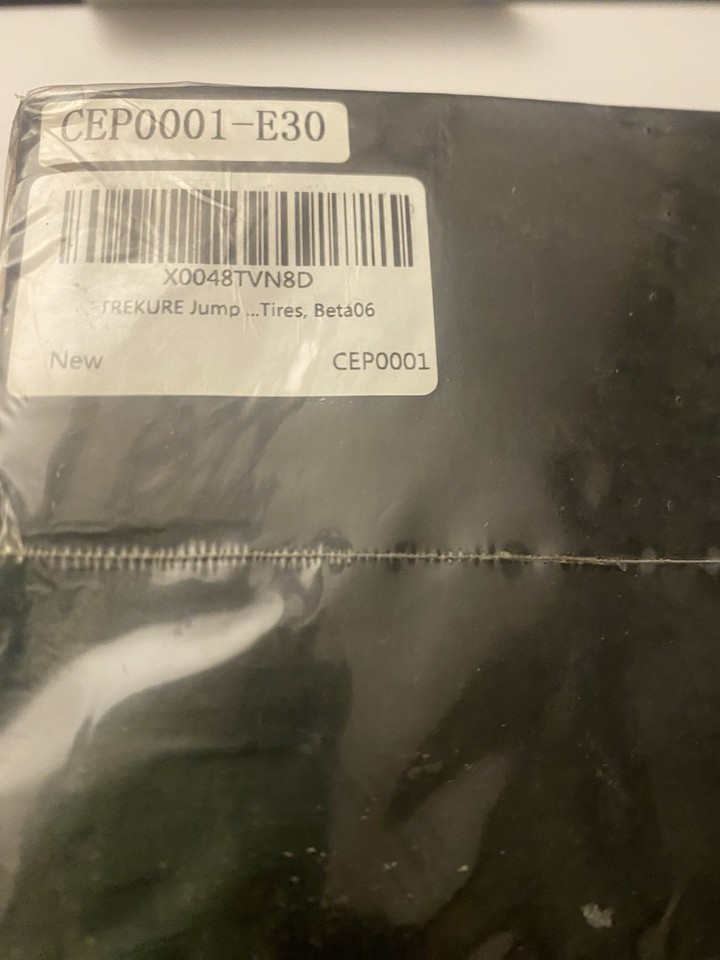 CEP0001-E30
X0048TVN8D
TREKURE Jump ...Tires, Beta06
New
CEP0001